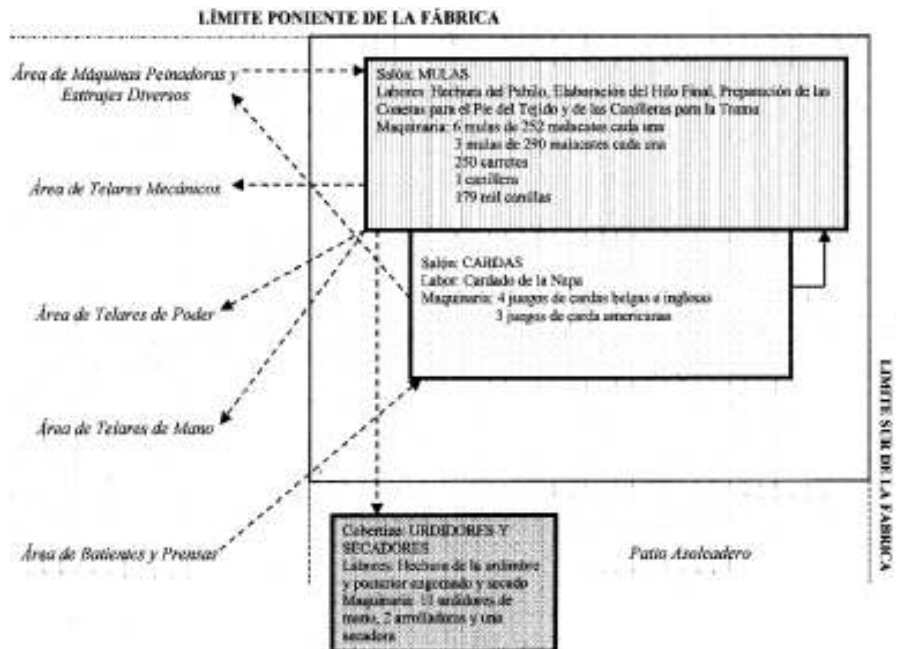 LÍMITE PONIENTE DE LA FÁBRICA
Área de Máquinas Peinadoras y
Estirajes Diversos
Salón: MULAS
Labores: Hechura del Pabilo, Elaboración del Hilo Final, Preparación de las
Coneras para el Pie del Tejido y de las Canilleras para la Trama
Maquinaria: 6 mulas de 252 malacates cada una
3 mulas de 290 malacates cada una
250 carretes
1 canillera
179 mil canillas
Área de Telares Mecánicos
Salón: CARDAS
Labor: Cardado de la Napa
Maquinaria: 4 juegos de cardas belgas e inglesas
3 juegos de carda americanas
Área de Telares de Poder
Área de Telares de Mano
LÍMITE SUR DE LA FÁBRICA
Área de Batientes y Prensas
Cobertizo: URDIDORES Y
SECADORES
Labores: Hechura de la urdimbre
y posterior engomado y secado
Maquinaria: 11 urdidores de
mano, 2 arrolladoras y una
secadora
Patio Asoleadero